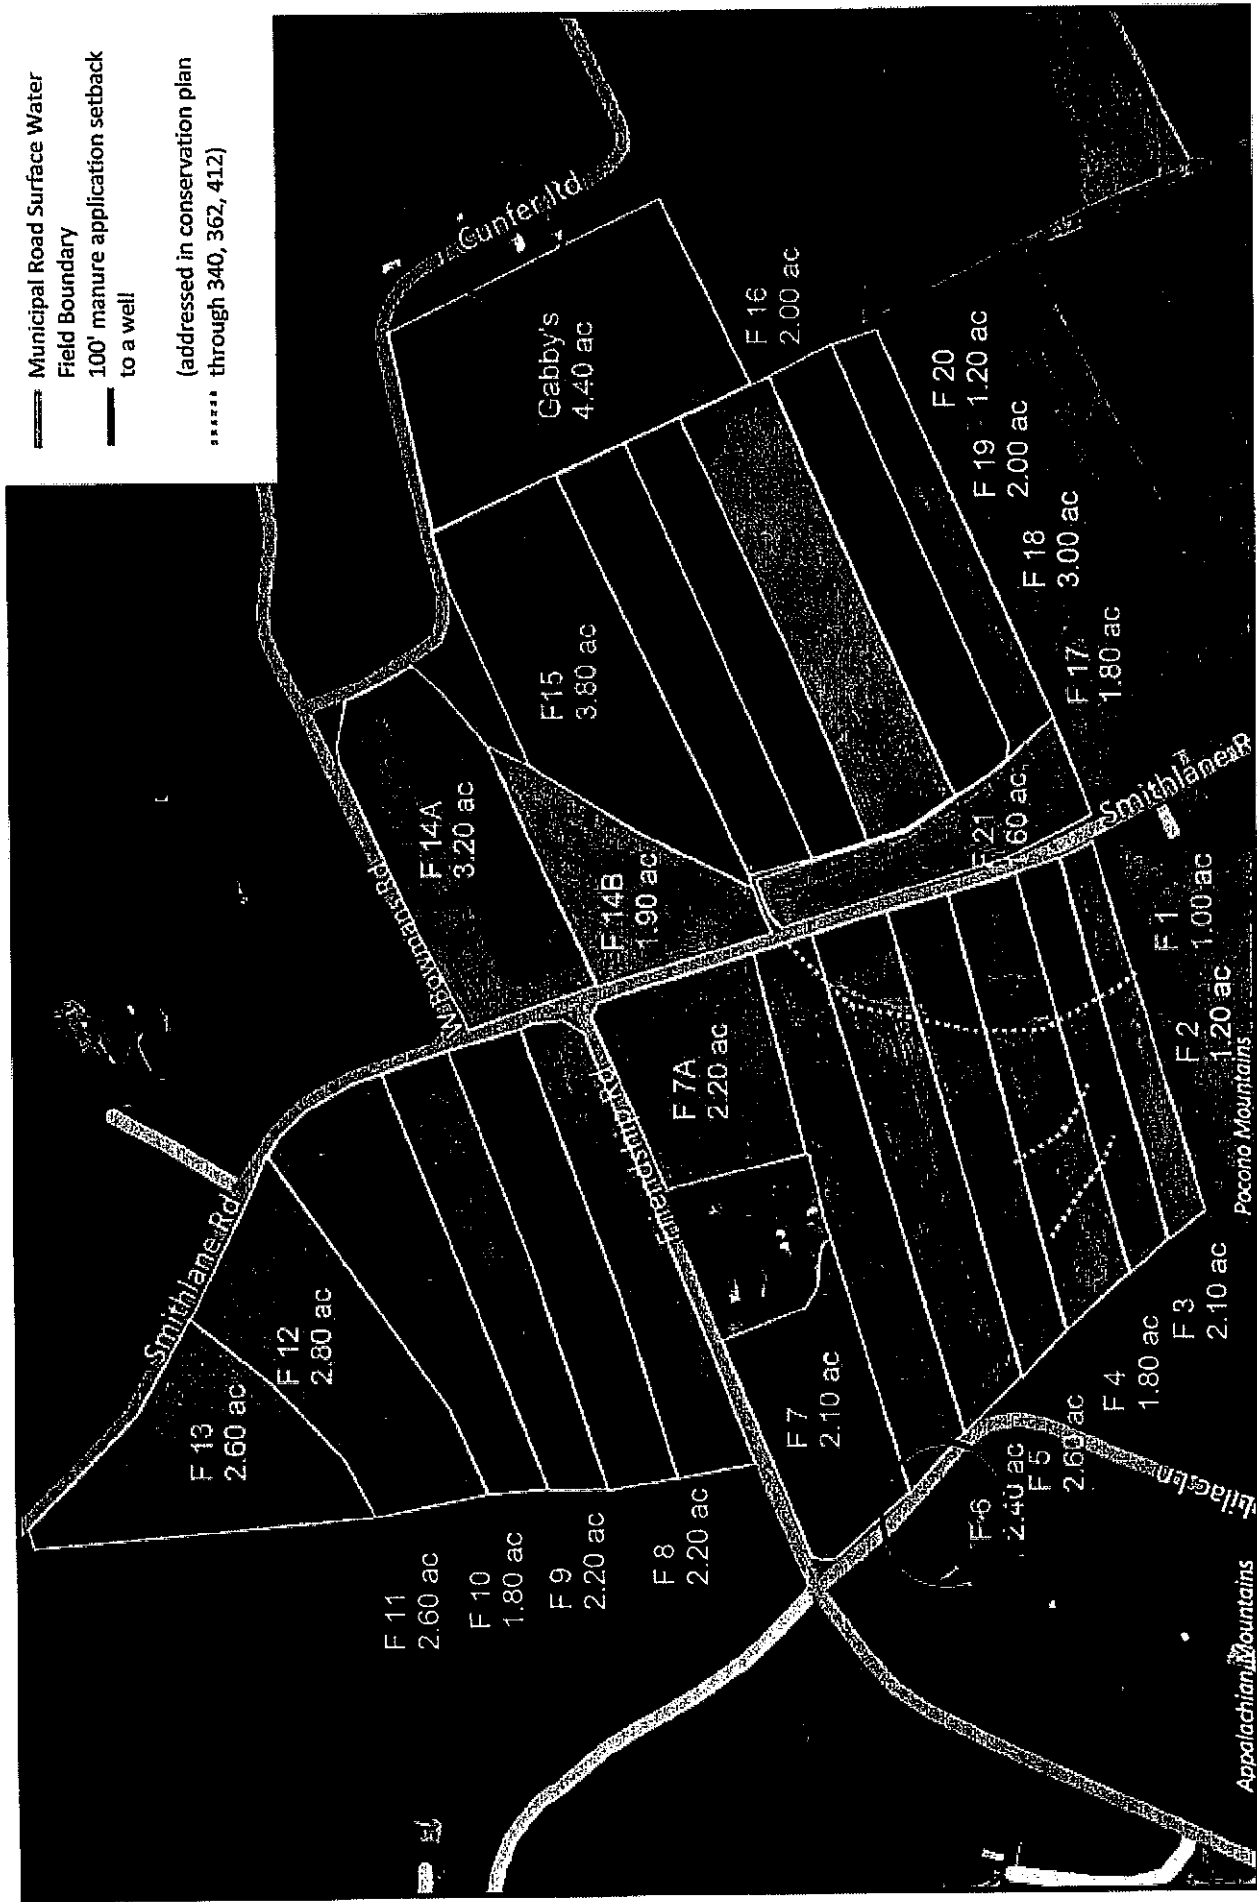 Municipal Road Surface Water
Field Boundary
100' manure application setback
to a well
(addressed in conservation plan
through 340, 362, 412)
Cunfer Rd
Gabby's
4.40 ac
F 16
2.00 ac
F 20
1.20 ac
F 19
2.00 ac
F 18
3.00 ac
F 17
1.80 ac
F15
3.80 ac
F 14A
3.20 ac
F 14B
1.90 ac
F 21
.60 ac
Smithlane R
F 1
1.00 ac
F 2
1.20 ac
Pocono Mountains
F 7A
2.20 ac
Smithlane Rd
F 12
2.80 ac
F 13
2.60 ac
F 7
2.10 ac
F 3
2.10 ac
F 4
1.80 ac
F 5
2.60 ac
F 6
2.40 ac
F 8
2.20 ac
F 9
2.20 ac
F 10
1.80 ac
F 11
2.60 ac
Appalachian Mountains